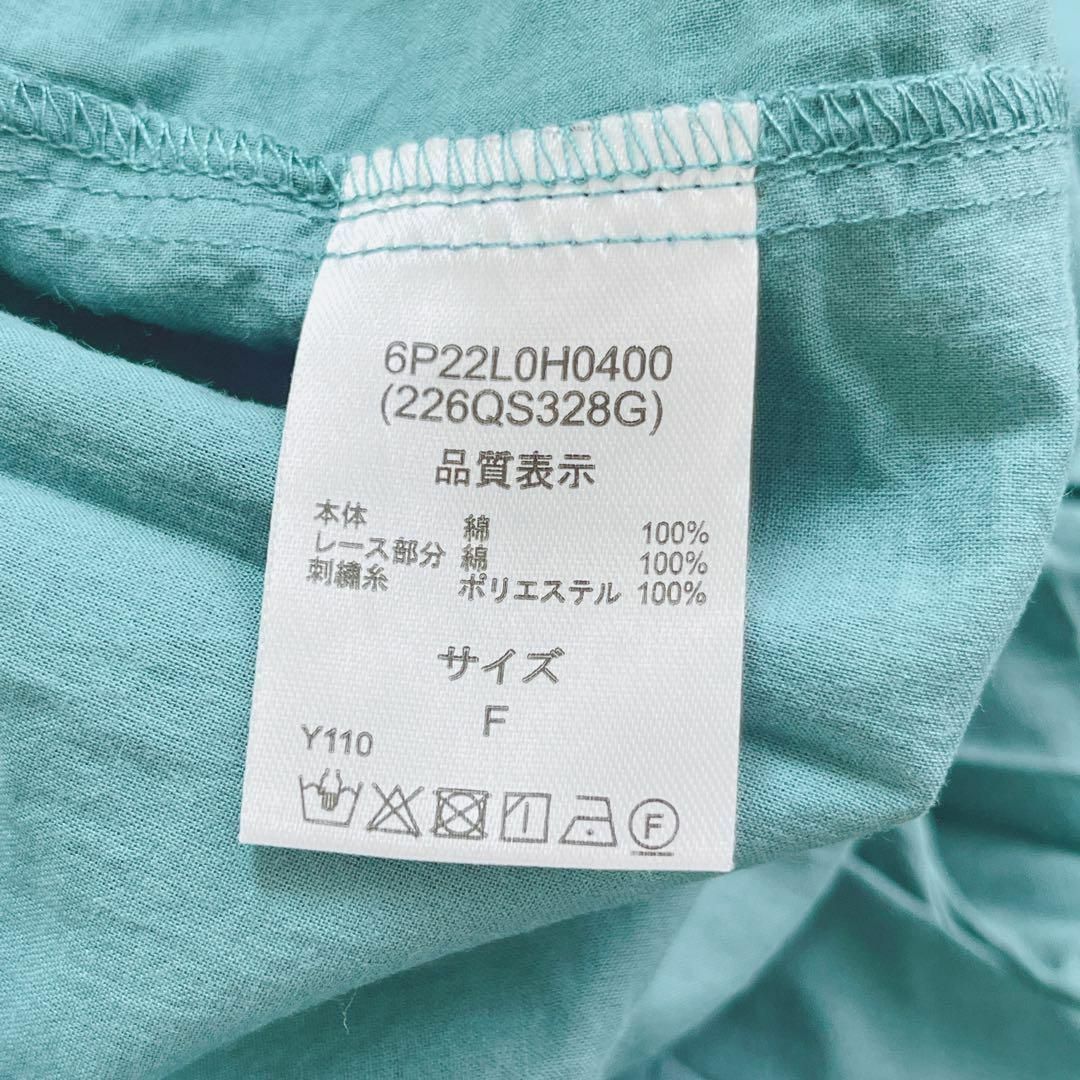 6P22L0H0400
(226QS328G)
品質表示
本体 綿 100%
レース部分 綿 100%
刺繍糸 ポリエステル 100%
サイズ
F
Y110
F